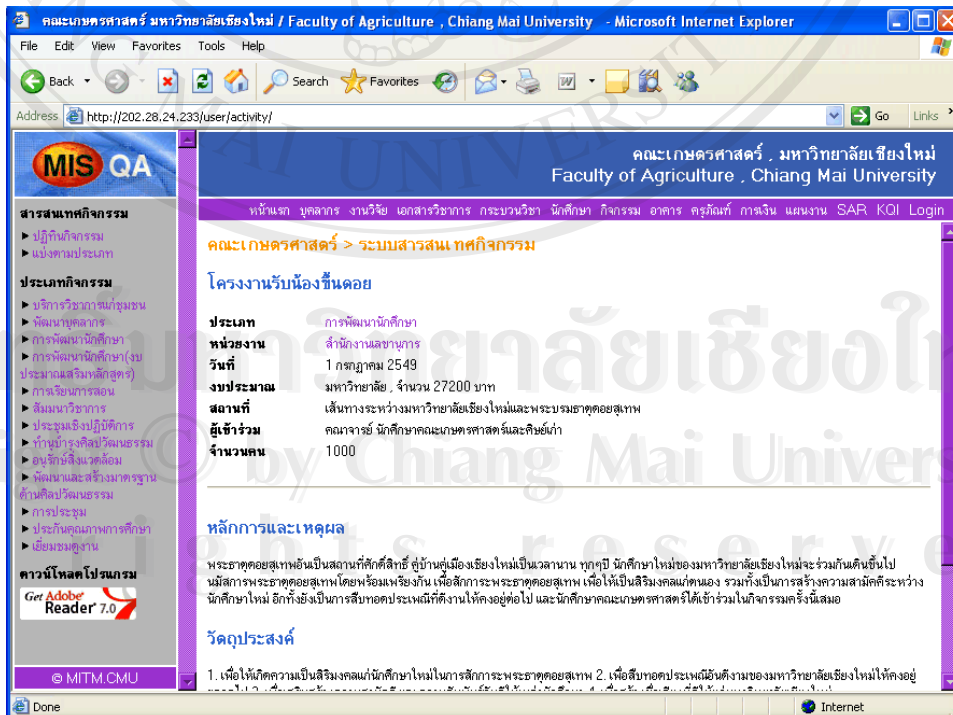 คณะเกษตรศาสตร์ มหาวิทยาลัยเชียงใหม่ / Faculty of Agriculture , Chiang Mai University - Microsoft Internet Explorer
File Edit View Favorites Tools Help
Back Search Favorites
Address http://202.28.24.233/user/activity/ Go Links
MIS QA
คณะเกษตรศาสตร์ , มหาวิทยาลัยเชียงใหม่
Faculty of Agriculture , Chiang Mai University
หน้าแรก บุคลากร งานวิจัย เอกสารวิชาการ กระบวนวิชา นักศึกษา กิจกรรม อาคาร ครุภัณฑ์ การเงิน แผนงาน SAR KQI Login
สารสนเทศกิจกรรม
ปฏิทินกิจกรรม
แบ่งตามประเภท
ประเภทกิจกรรม
บริการวิชาการแก่ชุมชน
พัฒนาบุคลากร
การพัฒนานักศึกษา
การพัฒนานักศึกษา(งบ
ประมาณเสริมหลักสูตร)
การเรียนการสอน
สัมมนาวิชาการ
ประชุมเชิงปฏิบัติการ
ทำนุบำรุงศิลปวัฒนธรรม
อนุรักษ์สิ่งแวดล้อม
พัฒนาและสร้างมาตรฐาน
ด้านศิลปวัฒนธรรม
การประชุม
ประกันคุณภาพการศึกษา
เยี่ยมชมดูงาน
ดาวน์โหลดโปรแกรม
Get Adobe
Reader 7.0
© MITM.CMU
คณะเกษตรศาสตร์ > ระบบสารสนเทศกิจกรรม
โครงงานรับน้องขึ้นดอย
ประเภท การพัฒนานักศึกษา
หน่วยงาน สำนักงานเลขานุการ
วันที่ 1 กรกฎาคม 2549
งบประมาณ มหาวิทยาลัย , จำนวน 27200 บาท
สถานที่ เส้นทางระหว่างมหาวิทยาลัยเชียงใหม่และพระบรมธาตุดอยสุเทพ
ผู้เข้าร่วม คณาจารย์ นักศึกษาคณะเกษตรศาสตร์และศิษย์เก่า
จำนวนคน 1000
หลักการและเหตุผล
พระธาตุดอยสุเทพอันเป็นสถานที่ศักดิ์สิทธิ์ คู่บ้านคู่เมืองเชียงใหม่เป็นเวลานาน ทุกๆปี นักศึกษาใหม่ของมหาวิทยาลัยเชียงใหม่จะร่วมกันเดินขึ้นไป
นมัสการพระธาตุดอยสุเทพโดยพร้อมเพรียงกัน เพื่อสักการะพระธาตุดอยสุเทพ เพื่อให้เป็นสิริมงคลแก่ตนเอง รวมทั้งเป็นการสร้างความสามัคคีระหว่าง
นักศึกษาใหม่ อีกทั้งยังเป็นการสืบทอดประเพณีที่ดีงามให้คงอยู่ต่อไป และนักศึกษาคณะเกษตรศาสตร์ได้เข้าร่วมในกิจกรรมครั้งนี้เสมอ
วัตถุประสงค์
1. เพื่อให้เกิดความเป็นสิริมงคลแก่นักศึกษาใหม่ในการสักการะพระธาตุดอยสุเทพ 2. เพื่อสืบทอดประเพณีอันดีงามของมหาวิทยาลัยเชียงใหม่ให้คงอยู่
Done Internet